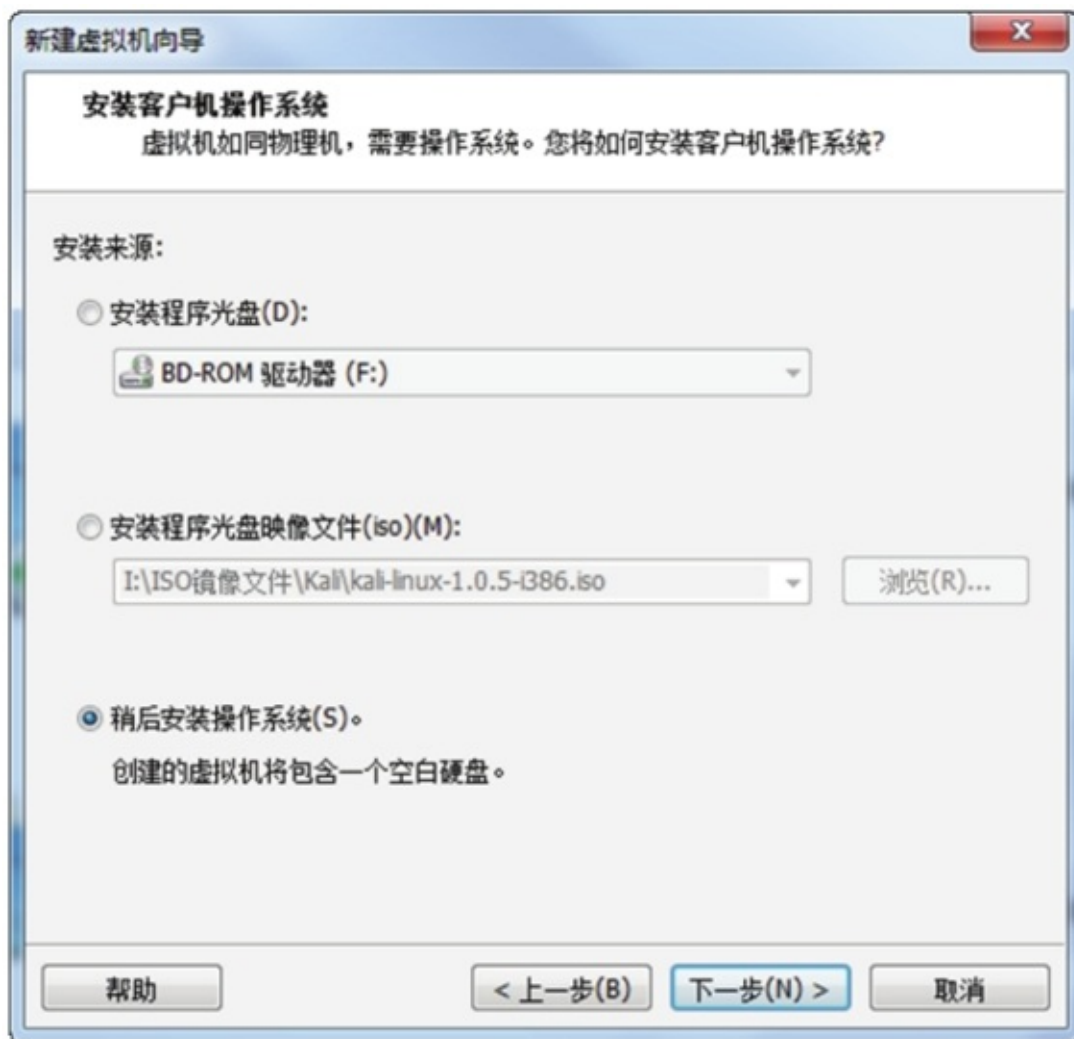 新建虚拟机向导
安装客户机操作系统
虚拟机如同物理机，需要操作系统。您将如何安装客户机操作系统?
安装来源:
安装程序光盘(D):
BD-ROM 驱动器 (F:)
安装程序光盘映像文件(iso)(M):
I:\ISO镜像文件\Kali\kali-linux-1.0.5-i386.iso
浏览(R)...
稍后安装操作系统(S)。
创建的虚拟机将包含一个空白硬盘。
帮助
< 上一步(B)
下一步(N) >
取消